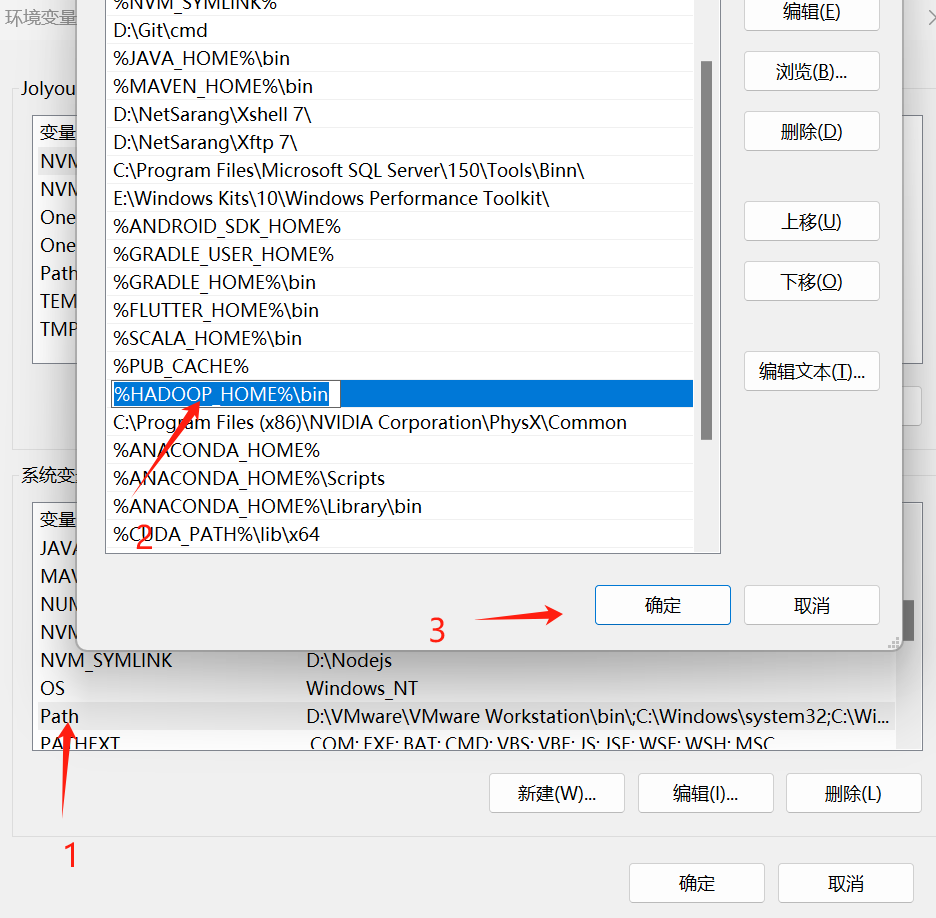 环境变量
%NVM_SYMLINK%
D:\Git\cmd
%JAVA_HOME%\bin
%MAVEN_HOME%\bin
D:\NetSarang\Xshell 7\
D:\NetSarang\Xftp 7\
C:\Program Files\Microsoft SQL Server\150\Tools\Binn\
E:\Windows Kits\10\Windows Performance Toolkit\
%ANDROID_SDK_HOME%
%GRADLE_USER_HOME%
%GRADLE_HOME%\bin
%FLUTTER_HOME%\bin
%SCALA_HOME%\bin
%PUB_CACHE%
%HADOOP_HOME%\bin
C:\Program Files (x86)\NVIDIA Corporation\PhysX\Common
%ANACONDA_HOME%
%ANACONDA_HOME%\Scripts
%ANACONDA_HOME%\Library\bin
%CUDA_PATH%\lib\x64
编辑(E)
浏览(B)...
删除(D)
上移(U)
下移(O)
编辑文本(T)...
2
3
确定
取消
Jolyou
变量
NVM
NVM
One
One
Path
TEM
TMP
系统变
变量
JAVA
MAV
NUM
NVM
NVM_SYMLINK D:\Nodejs
OS Windows_NT
Path D:\VMware\VMware Workstation\bin\;C:\Windows\system32;C:\Wi...
PATHEXT .COM;.EXE;.BAT;.CMD;.VBS;.VBE;.JS;.JSE;.WSF;.WSH;.MSC
1
新建(W)...
编辑(I)...
删除(L)
确定
取消